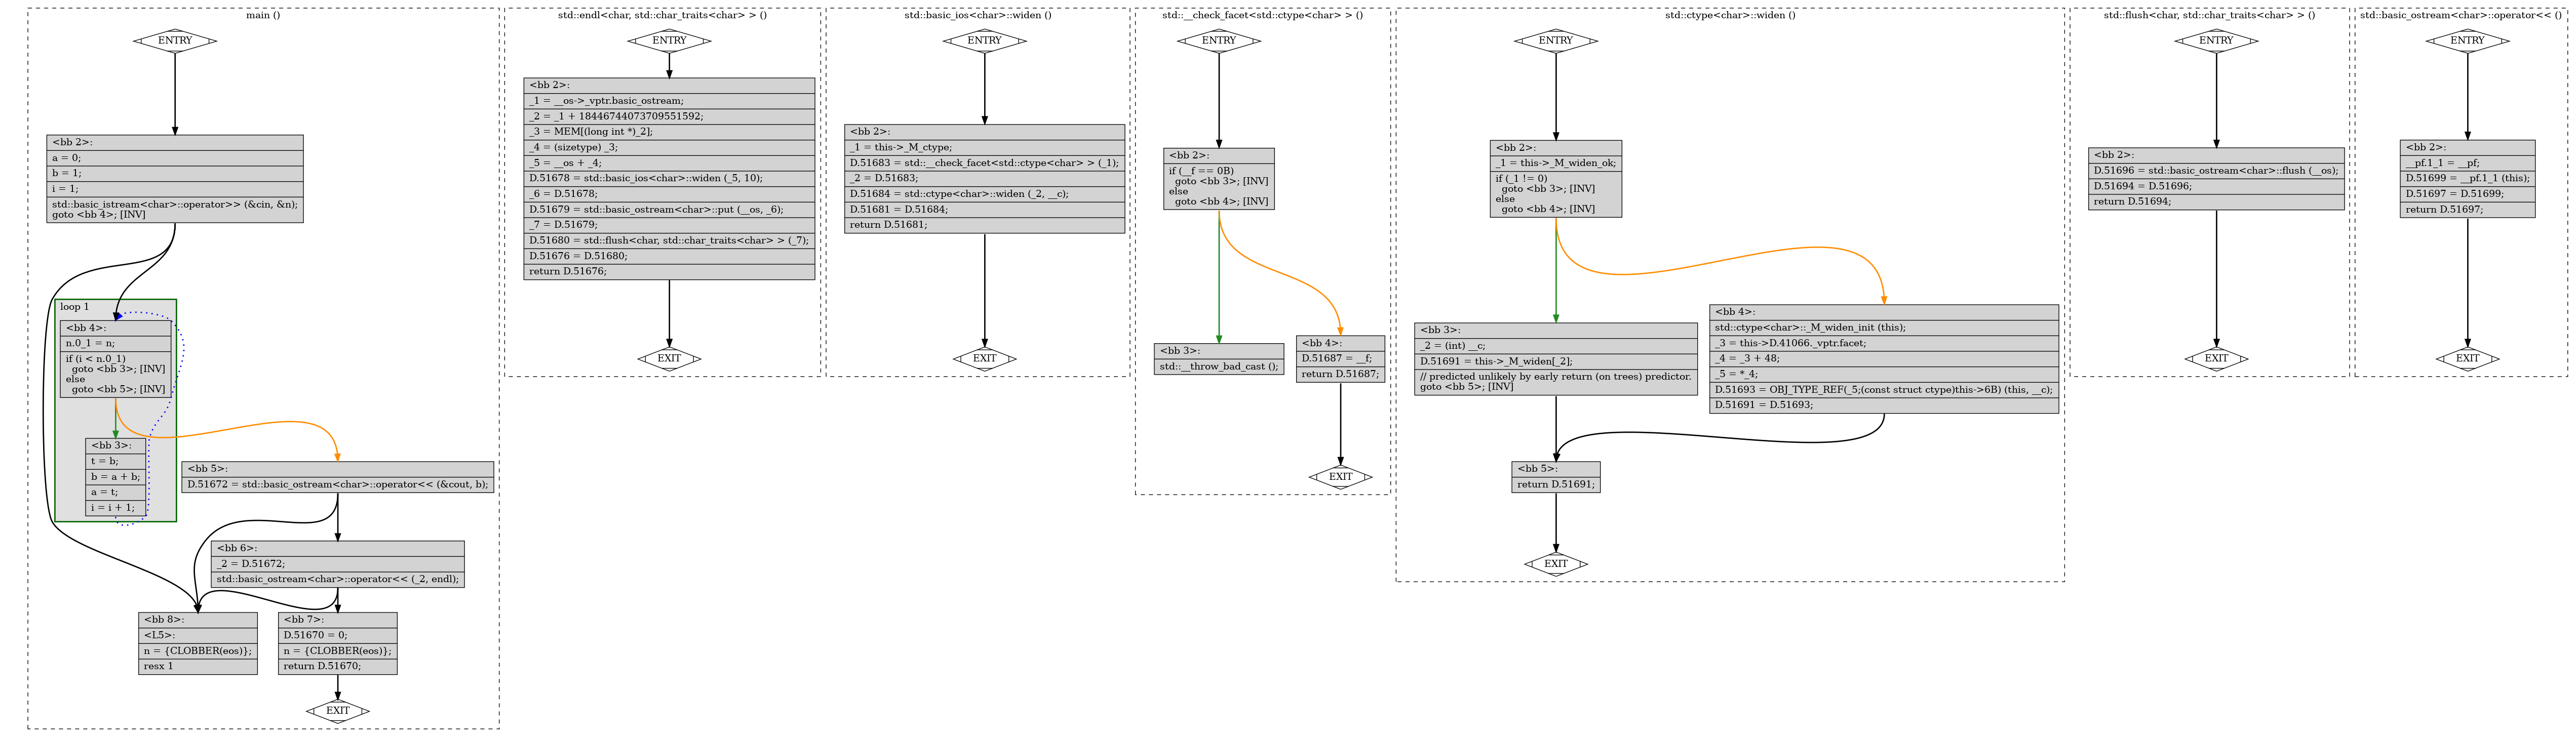 main ()
ENTRY
<bb 2>:
a = 0;
b = 1;
i = 1;
std::basic_istream<char>::operator>> (&cin, &n);
goto <bb 4>; [INV]
loop 1
<bb 4>:
n.0_1 = n;
if (i < n.0_1)
goto <bb 3>; [INV]
else
goto <bb 5>; [INV]
<bb 3>:
t = b;
b = a + b;
a = t;
i = i + 1;
<bb 5>:
D.51672 = std::basic_ostream<char>::operator<< (&cout, b);
<bb 6>:
_2 = D.51672;
std::basic_ostream<char>::operator<< (_2, endl);
<bb 8>:
<L5>:
n = {CLOBBER(eos)};
resx 1
<bb 7>:
D.51670 = 0;
n = {CLOBBER(eos)};
return D.51670;
EXIT
std::endl<char, std::char_traits<char> > ()
ENTRY
<bb 2>:
_1 = __os->_vptr.basic_ostream;
_2 = _1 + 18446744073709551592;
_3 = MEM[(long int *)_2];
_4 = (sizetype) _3;
_5 = __os + _4;
D.51678 = std::basic_ios<char>::widen (_5, 10);
_6 = D.51678;
D.51679 = std::basic_ostream<char>::put (__os, _6);
_7 = D.51679;
D.51680 = std::flush<char, std::char_traits<char> > (_7);
D.51676 = D.51680;
return D.51676;
EXIT
std::basic_ios<char>::widen ()
ENTRY
<bb 2>:
_1 = this->_M_ctype;
D.51683 = std::__check_facet<std::ctype<char> > (_1);
_2 = D.51683;
D.51684 = std::ctype<char>::widen (_2, __c);
D.51681 = D.51684;
return D.51681;
EXIT
std::__check_facet<std::ctype<char> > ()
ENTRY
<bb 2>:
if (__f == 0B)
goto <bb 3>; [INV]
else
goto <bb 4>; [INV]
<bb 3>:
std::__throw_bad_cast ();
<bb 4>:
D.51687 = __f;
return D.51687;
EXIT
std::ctype<char>::widen ()
ENTRY
<bb 2>:
_1 = this->_M_widen_ok;
if (_1 != 0)
goto <bb 3>; [INV]
else
goto <bb 4>; [INV]
<bb 3>:
_2 = (int) __c;
D.51691 = this->_M_widen[_2];
// predicted unlikely by early return (on trees) predictor.
goto <bb 5>; [INV]
<bb 4>:
std::ctype<char>::_M_widen_init (this);
_3 = this->D.41066._vptr.facet;
_4 = _3 + 48;
_5 = *_4;
D.51693 = OBJ_TYPE_REF(_5;(const struct ctype)this->6B) (this, __c);
D.51691 = D.51693;
<bb 5>:
return D.51691;
EXIT
std::flush<char, std::char_traits<char> > ()
ENTRY
<bb 2>:
D.51696 = std::basic_ostream<char>::flush (__os);
D.51694 = D.51696;
return D.51694;
EXIT
std::basic_ostream<char>::operator<< ()
ENTRY
<bb 2>:
__pf.1_1 = __pf;
D.51699 = __pf.1_1 (this);
D.51697 = D.51699;
return D.51697;
EXIT